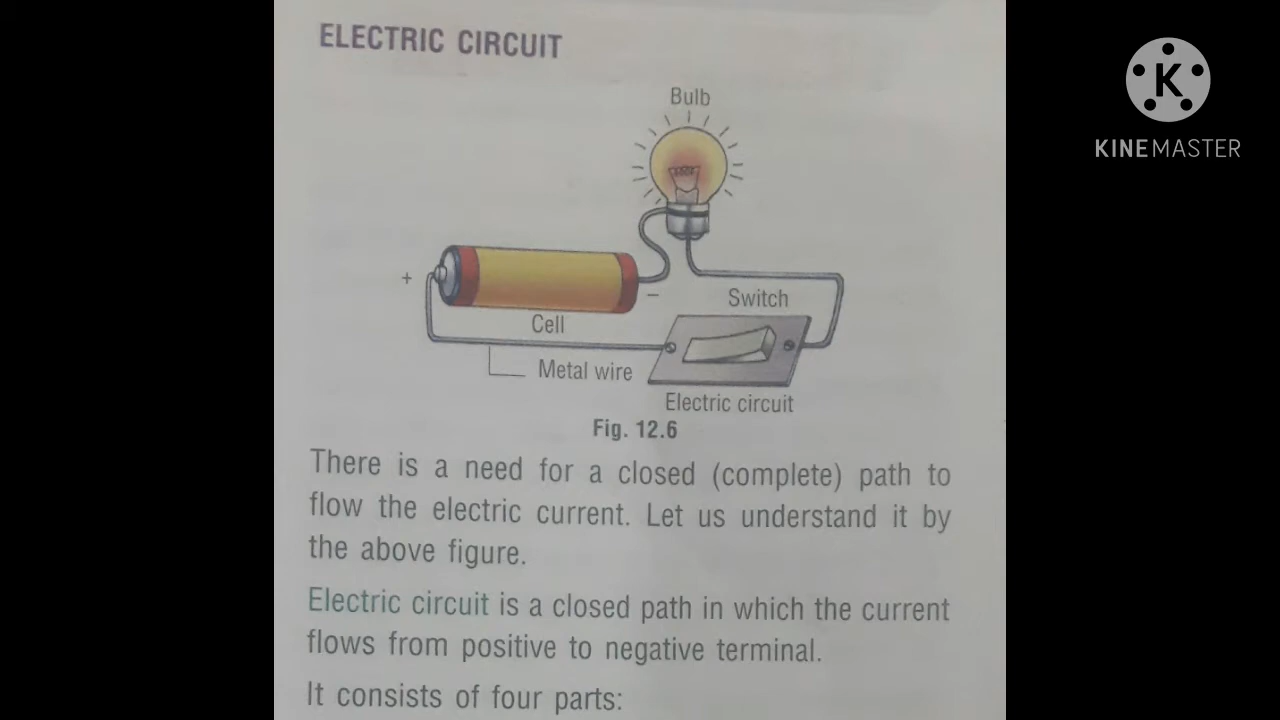 ELECTRIC CIRCUIT
Bulb
K
KINEMASTER
+
−
Switch
Cell
Metal wire
Electric circuit
Fig. 12.6
There is a need for a closed (complete) path to
flow the electric current. Let us understand it by
the above figure.
Electric circuit is a closed path in which the current
flows from positive to negative terminal.
It consists of four parts: